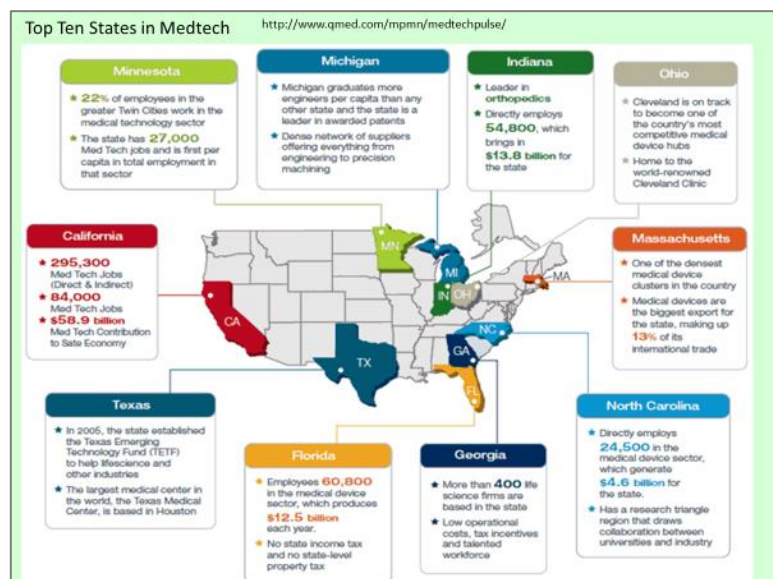 Top Ten States in Medtech
http://www.qmed.com/mpmn/medtechpulse/
Minnesota
22% of employees in the
greater Twin Cities work in the
medical technology sector
The state has 27,000
Med Tech jobs and is first per
capita in total employment in
that sector
Michigan
Michigan graduates more
engineers per capita than any
other state and the state is a
leader in awarded patents
Dense network of suppliers
offering everything from
engineering to precision
machining
Indiana
Leader in
orthopedics
Directly employs
54,800, which
brings in
$13.8 billion for
the state
Ohio
Cleveland is on track
to become one of
the country's most
competitive medical
device hubs
Home to the
world-renowned
Cleveland Clinic
California
295,300
Med Tech Jobs
(Direct & Indirect)
84,000
Med Tech Jobs
$58.9 billion
Med Tech Contribution
to Sate Economy
Massachusetts
One of the densest
medical device
clusters in the country
Medical devices are
the biggest export for
the state, making up
13% of its
international trade
MN
MI
IN
OH
MA
CA
NC
TX
GA
FL
Texas
In 2005, the state established
the Texas Emerging
Technology Fund (TETF)
to help lifescience and
other industries
The largest medical center in
the world, the Texas Medical
Center, is based in Houston
Florida
Employees 60,800
in the medical device
sector, which produces
$12.5 billion
each year.
No state income tax
and no state-level
property tax
Georgia
More than 400 life
science firms are
based in the state
Low operational
costs, tax incentives
and talented
workforce
North Carolina
Directly employs
24,500 in the
medical device sector,
which generate
$4.6 billion for
the state.
Has a research triangle
region that draws
collaboration between
universities and industry